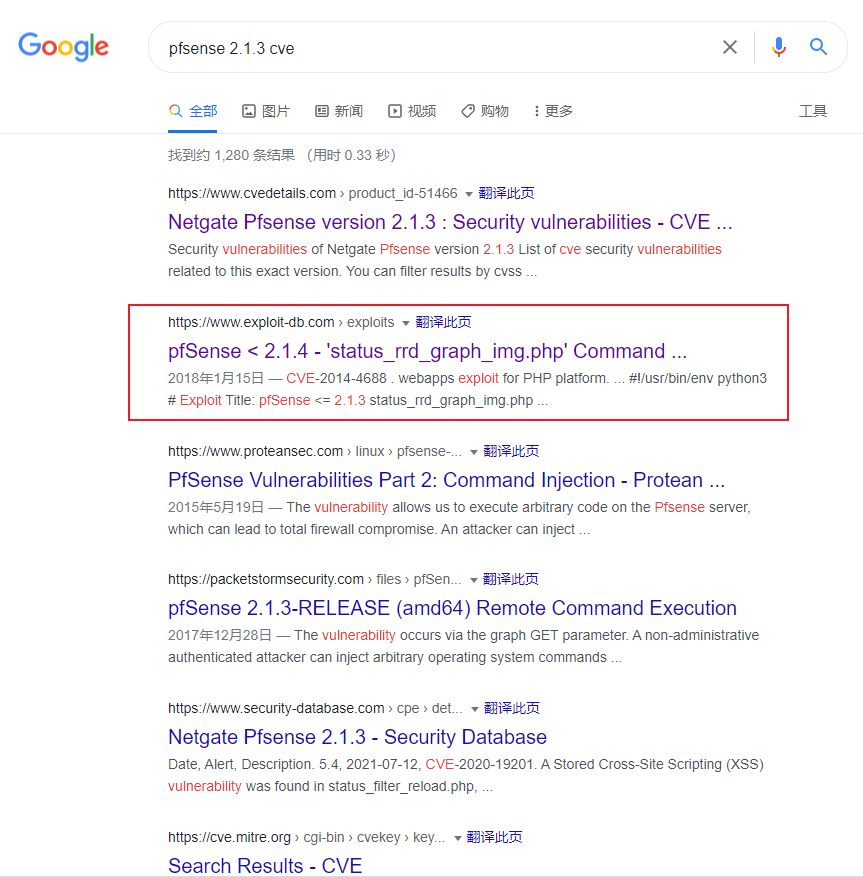 Google
pfsense 2.1.3 cve
全部 图片 新闻 视频 购物 更多 工具
找到约 1,280 条结果 （用时 0.33 秒）
https://www.cvedetails.com › product_id-51466 翻译此页
Netgate Pfsense version 2.1.3 : Security vulnerabilities - CVE ...
Security vulnerabilities of Netgate Pfsense version 2.1.3 List of cve security vulnerabilities
related to this exact version. You can filter results by cvss ...
https://www.exploit-db.com › exploits 翻译此页
pfSense < 2.1.4 - 'status_rrd_graph_img.php' Command ...
2018年1月15日 — CVE-2014-4688 . webapps exploit for PHP platform. ... #!/usr/bin/env python3
# Exploit Title: pfSense <= 2.1.3 status_rrd_graph_img.php ...
https://www.proteansec.com › linux › pfsense-... 翻译此页
PfSense Vulnerabilities Part 2: Command Injection - Protean ...
2015年5月19日 — The vulnerability allows us to execute arbitrary code on the Pfsense server,
which can lead to total firewall compromise. An attacker can inject ...
https://packetstormsecurity.com › files › pfSen... 翻译此页
pfSense 2.1.3-RELEASE (amd64) Remote Command Execution
2017年12月28日 — The vulnerability occurs via the graph GET parameter. A non-administrative
authenticated attacker can inject arbitrary operating system commands ...
https://www.security-database.com › cpe › det... 翻译此页
Netgate Pfsense 2.1.3 - Security Database
Date, Alert, Description. 5.4, 2021-07-12, CVE-2020-19201. A Stored Cross-Site Scripting (XSS)
vulnerability was found in status_filter_reload.php, ...
https://cve.mitre.org › cgi-bin › cvekey › key... 翻译此页
Search Results - CVE